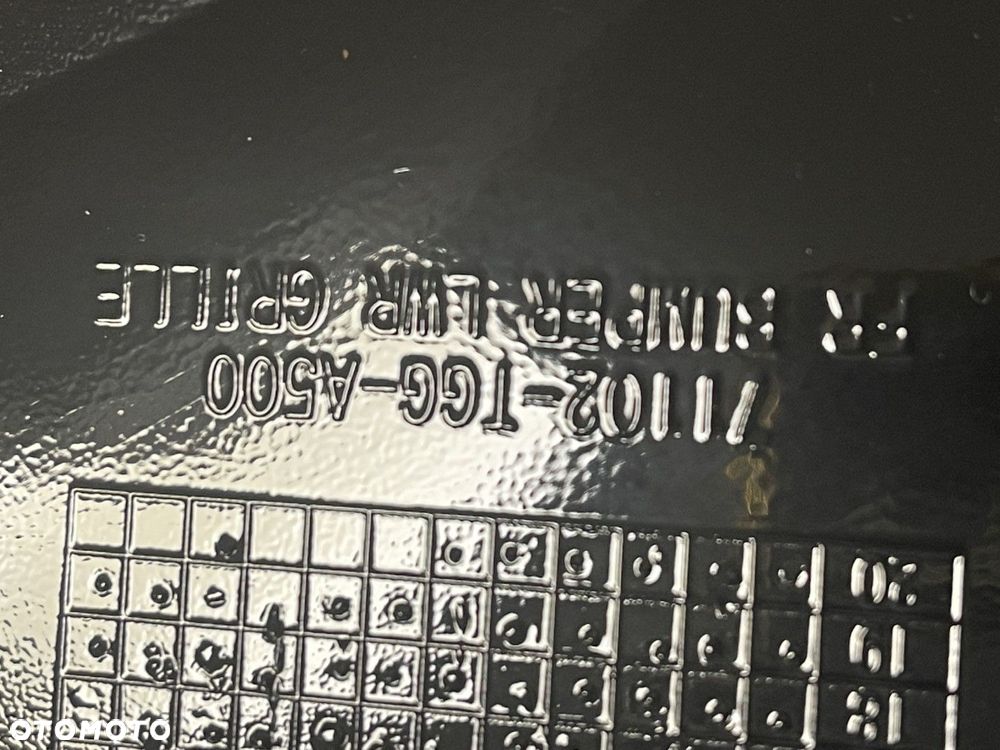 18
19
20
71102-TGG-A500
FR BUMPER LWR GRILLE
OTOMOTO